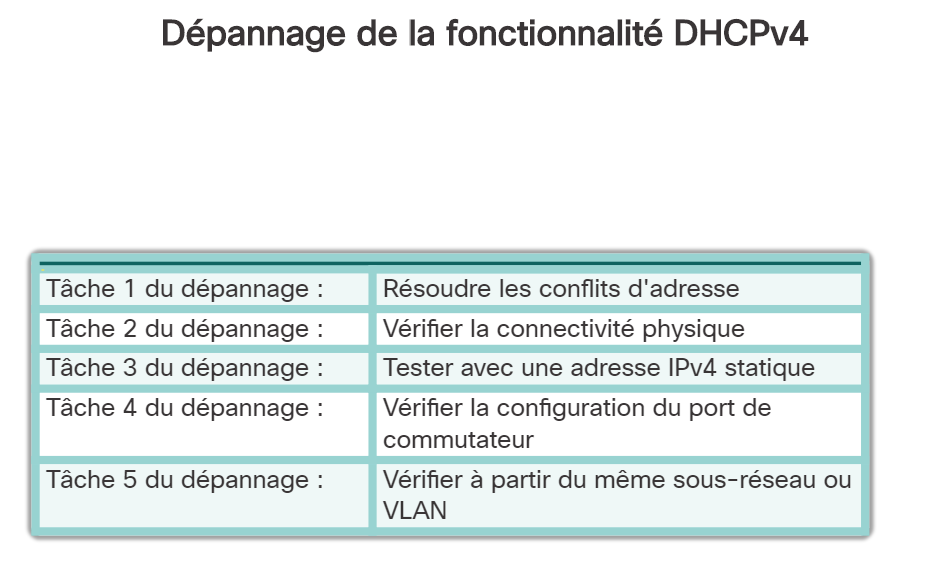 Dépannage de la fonctionnalité DHCPv4
Tâche 1 du dépannage : Résoudre les conflits d'adresse
Tâche 2 du dépannage : Vérifier la connectivité physique
Tâche 3 du dépannage : Tester avec une adresse IPv4 statique
Tâche 4 du dépannage : Vérifier la configuration du port de
commutateur
Tâche 5 du dépannage : Vérifier à partir du même sous-réseau ou
VLAN